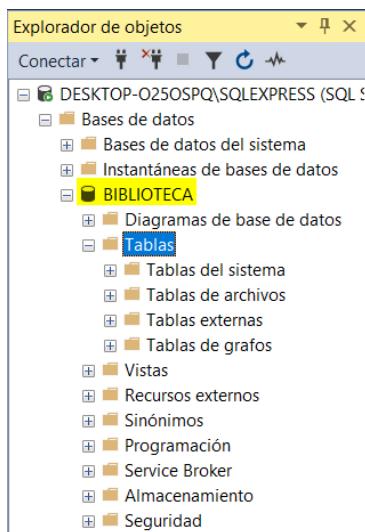 Explorador de objetos
Conectar
DESKTOP-O25OSPQ\SQLEXPRESS (SQL S
Bases de datos
Bases de datos del sistema
Instantáneas de bases de datos
BIBLIOTECA
Diagramas de base de datos
Tablas
Tablas del sistema
Tablas de archivos
Tablas externas
Tablas de grafos
Vistas
Recursos externos
Sinónimos
Programación
Service Broker
Almacenamiento
Seguridad